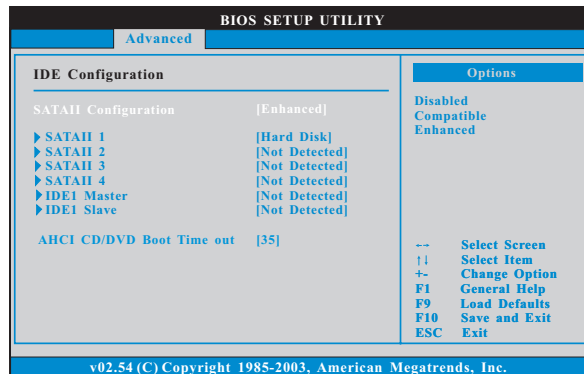 BIOS SETUP UTILITY
Advanced
IDE Configuration
SATAII Configuration [Enhanced]
SATAII 1 [Hard Disk]
SATAII 2 [Not Detected]
SATAII 3 [Not Detected]
SATAII 4 [Not Detected]
IDE1 Master [Not Detected]
IDE1 Slave [Not Detected]
AHCI CD/DVD Boot Time out [35]
Options
Disabled
Compatible
Enhanced
←→ Select Screen
↑↓ Select Item
+- Change Option
F1 General Help
F9 Load Defaults
F10 Save and Exit
ESC Exit
v02.54 (C) Copyright 1985-2003, American Megatrends, Inc.